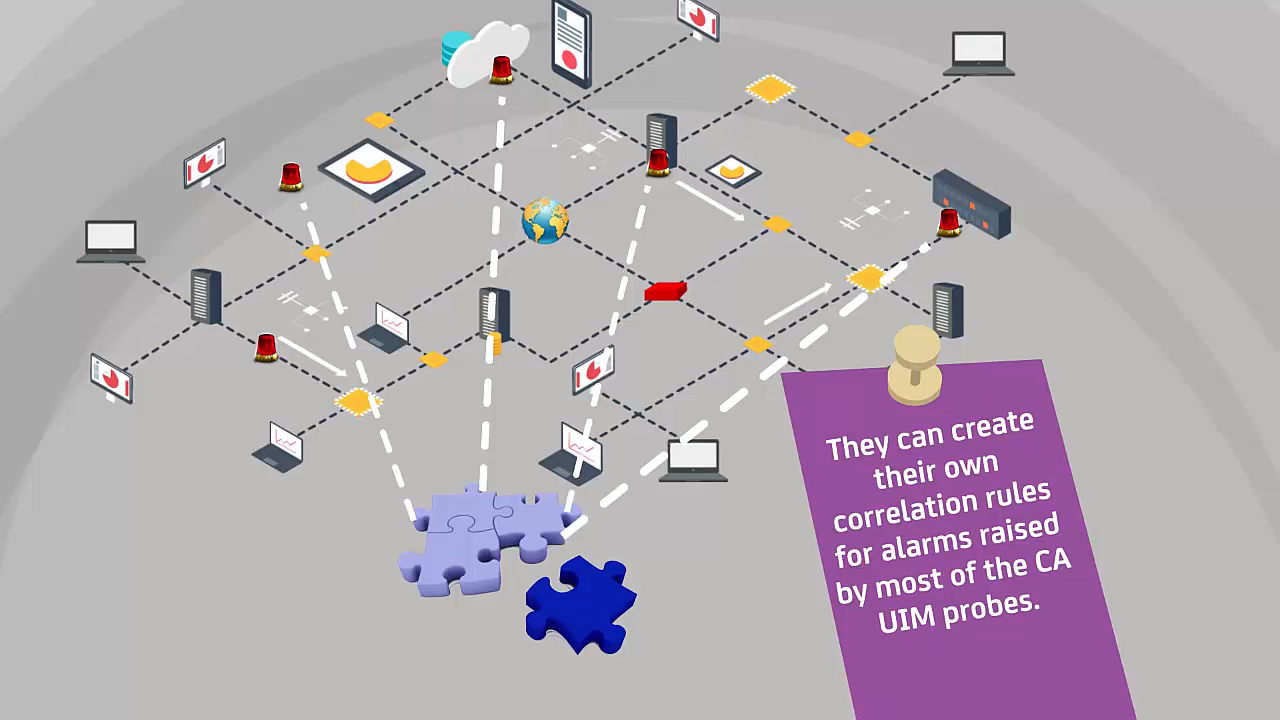 They can create
their own
correlation rules
for alarms raised
by most of the CA
UIM probes.